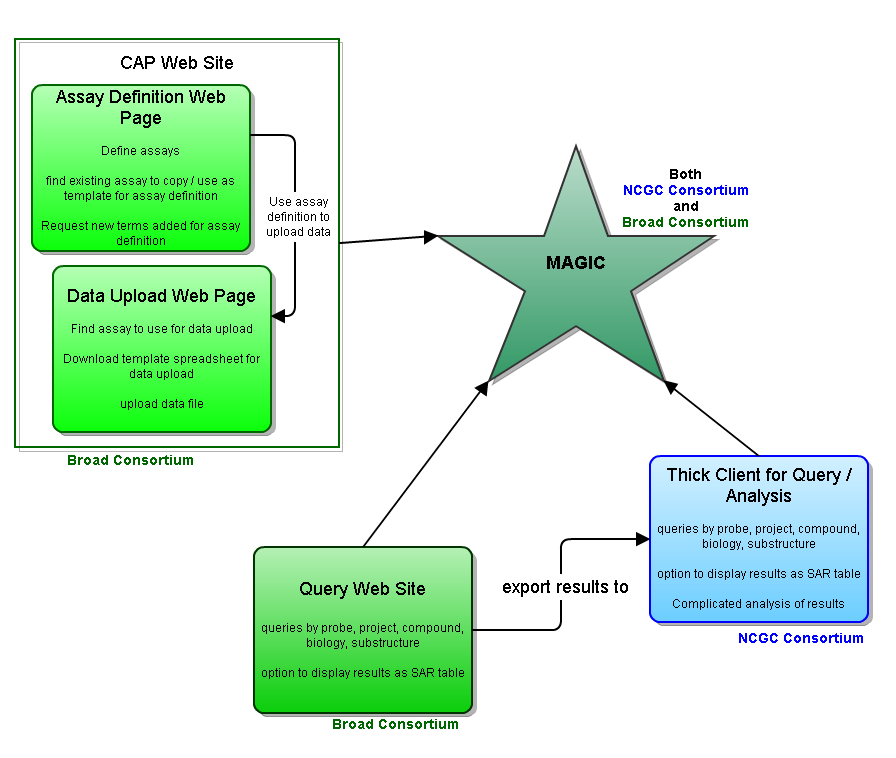 CAP Web Site
Assay Definition Web
Page
Define assays
find existing assay to copy / use as
template for assay definition
Request new terms added for assay
definition
Use assay
definition to
upload data
Data Upload Web Page
Find assay to use for data upload
Download template spreadsheet for
data upload
upload data file
Broad Consortium
Both
NCGC Consortium
and
Broad Consortium
MAGIC
Thick Client for Query /
Analysis
queries by probe, project, compound,
biology, substructure
option to display results as SAR table
Complicated analysis of results
NCGC Consortium
export results to
Query Web Site
queries by probe, project, compound,
biology, substructure
option to display results as SAR table
Broad Consortium